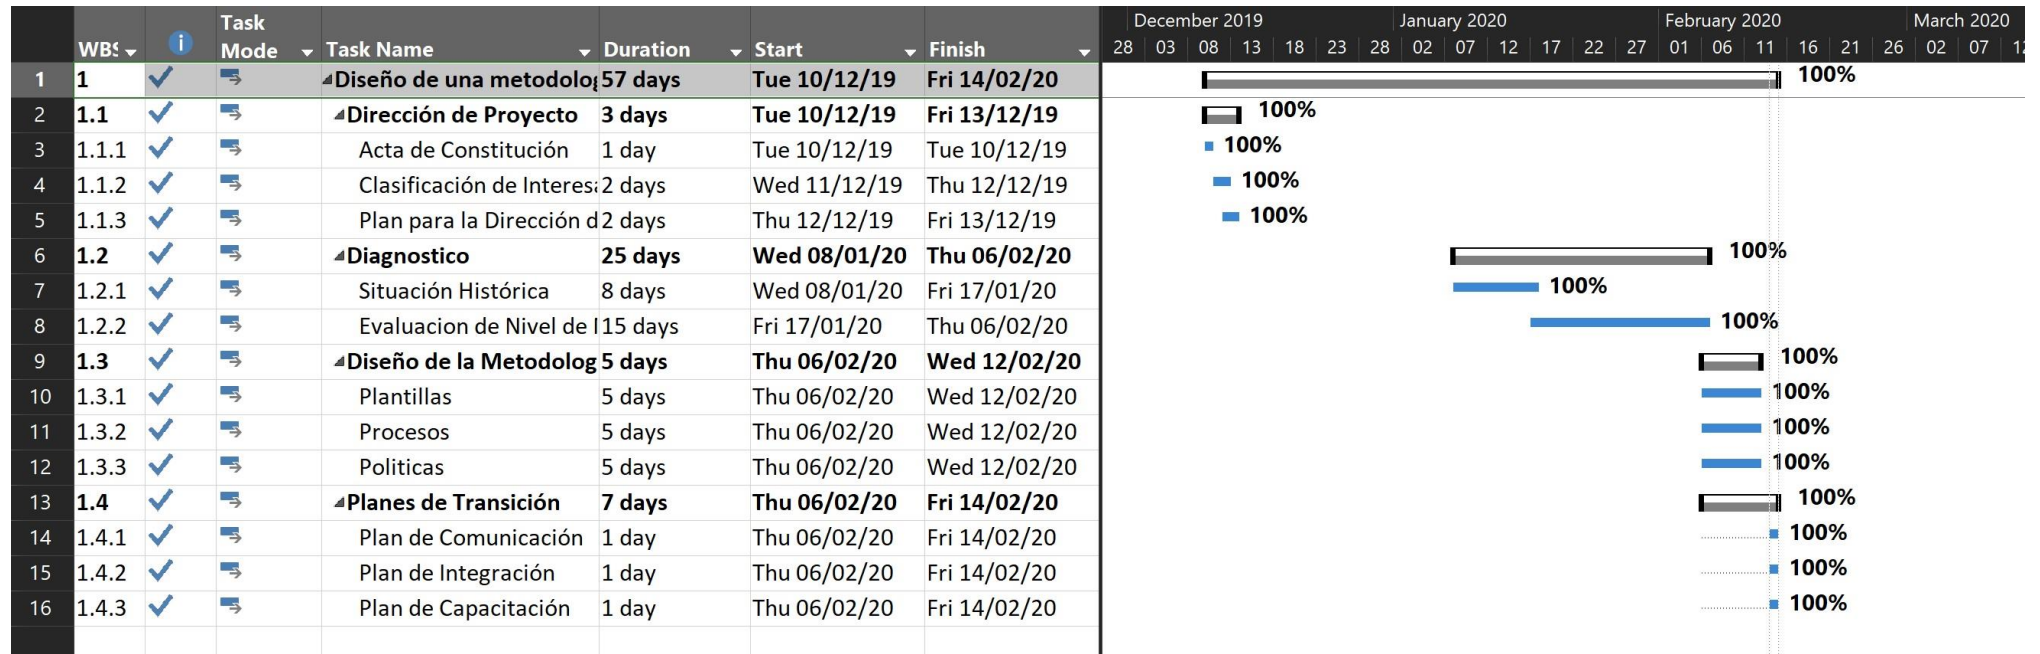 WBS Task Mode Task Name Duration Start Finish
December 2019 January 2020 February 2020 March 2020
28 03 08 13 18 23 28 02 07 12 17 22 27 01 06 11 16 21 26 02 07 12
1 1 Diseño de una metodolog 57 days Tue 10/12/19 Fri 14/02/20 100%
2 1.1 Dirección de Proyecto 3 days Tue 10/12/19 Fri 13/12/19 100%
3 1.1.1 Acta de Constitución 1 day Tue 10/12/19 Tue 10/12/19 100%
4 1.1.2 Clasificación de Interesa 2 days Wed 11/12/19 Thu 12/12/19 100%
5 1.1.3 Plan para la Dirección d 2 days Thu 12/12/19 Fri 13/12/19 100%
6 1.2 Diagnostico 25 days Wed 08/01/20 Thu 06/02/20 100%
7 1.2.1 Situación Histórica 8 days Wed 08/01/20 Fri 17/01/20 100%
8 1.2.2 Evaluacion de Nivel de 15 days Fri 17/01/20 Thu 06/02/20 100%
9 1.3 Diseño de la Metodolog 5 days Thu 06/02/20 Wed 12/02/20 100%
10 1.3.1 Plantillas 5 days Thu 06/02/20 Wed 12/02/20 100%
11 1.3.2 Procesos 5 days Thu 06/02/20 Wed 12/02/20 100%
12 1.3.3 Politicas 5 days Thu 06/02/20 Wed 12/02/20 100%
13 1.4 Planes de Transición 7 days Thu 06/02/20 Fri 14/02/20 100%
14 1.4.1 Plan de Comunicación 1 day Thu 06/02/20 Fri 14/02/20 100%
15 1.4.2 Plan de Integración 1 day Thu 06/02/20 Fri 14/02/20 100%
16 1.4.3 Plan de Capacitación 1 day Thu 06/02/20 Fri 14/02/20 100%